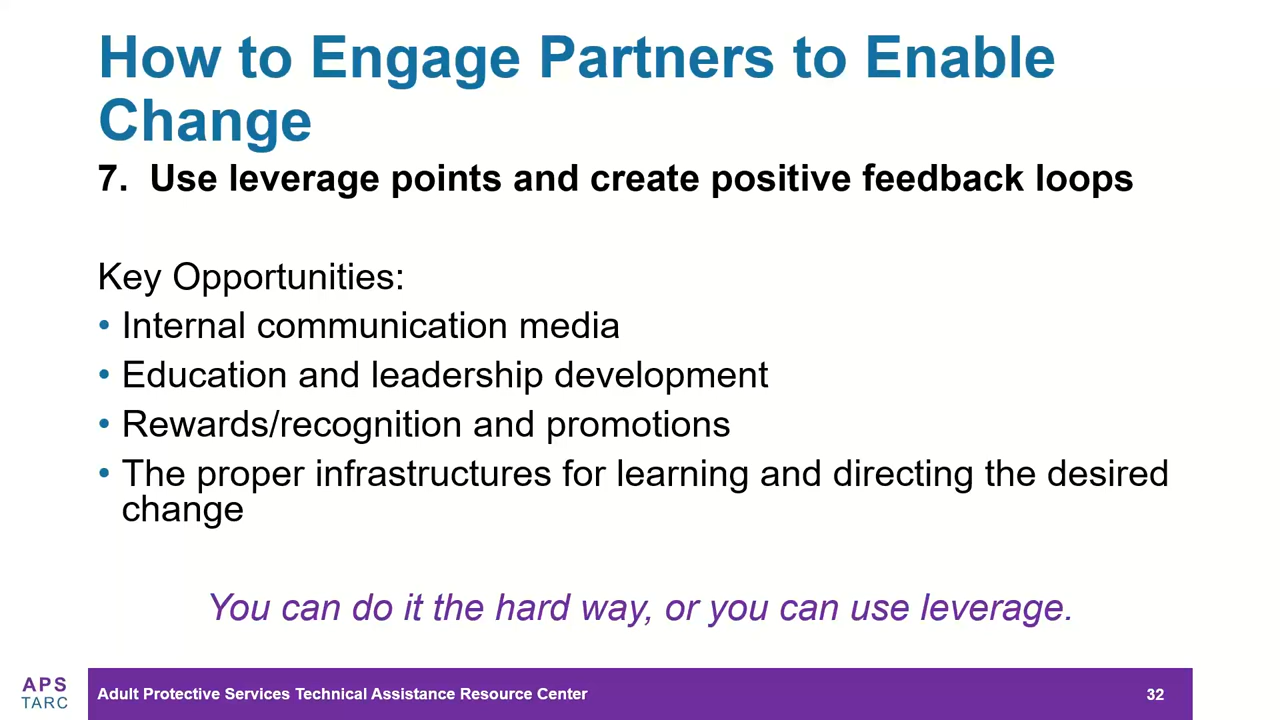 How to Engage Partners to Enable
Change
7. Use leverage points and create positive feedback loops
Key Opportunities:
• Internal communication media
• Education and leadership development
• Rewards/recognition and promotions
• The proper infrastructures for learning and directing the desired
change
You can do it the hard way, or you can use leverage.
APS
TARC
Adult Protective Services Technical Assistance Resource Center
32